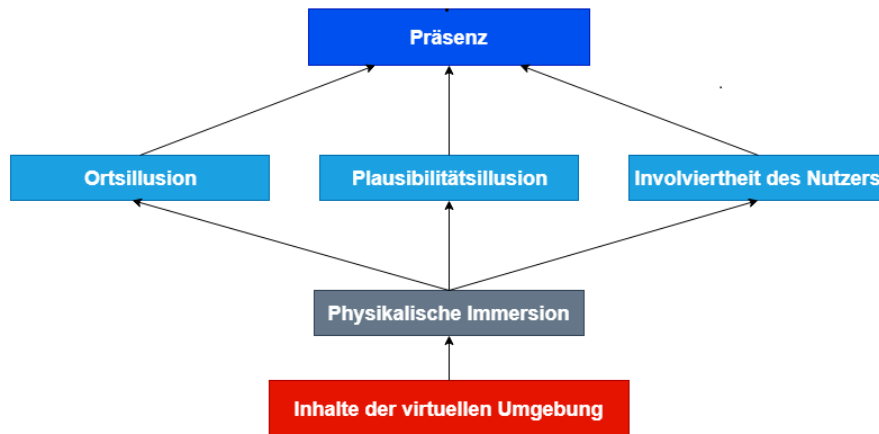 Präsenz
Ortsillusion
Plausibilitätsillusion
Involviertheit des Nutzers
Physikalische Immersion
Inhalte der virtuellen Umgebung